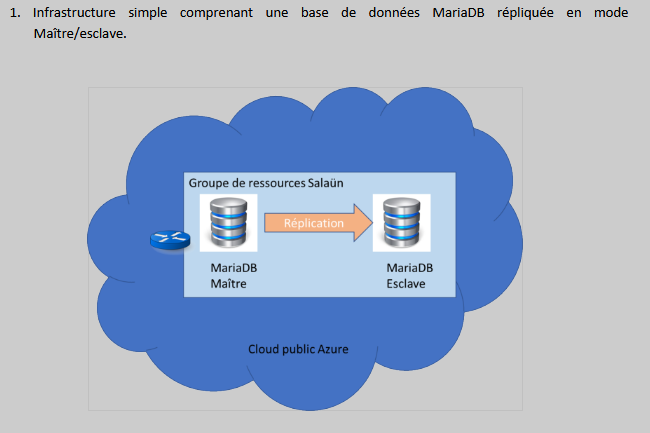 1. Infrastructure simple comprenant une base de données MariaDB répliquée en mode
Maître/esclave.
Groupe de ressources Salaün
Réplication
MariaDB
Maître
MariaDB
Esclave
Cloud public Azure